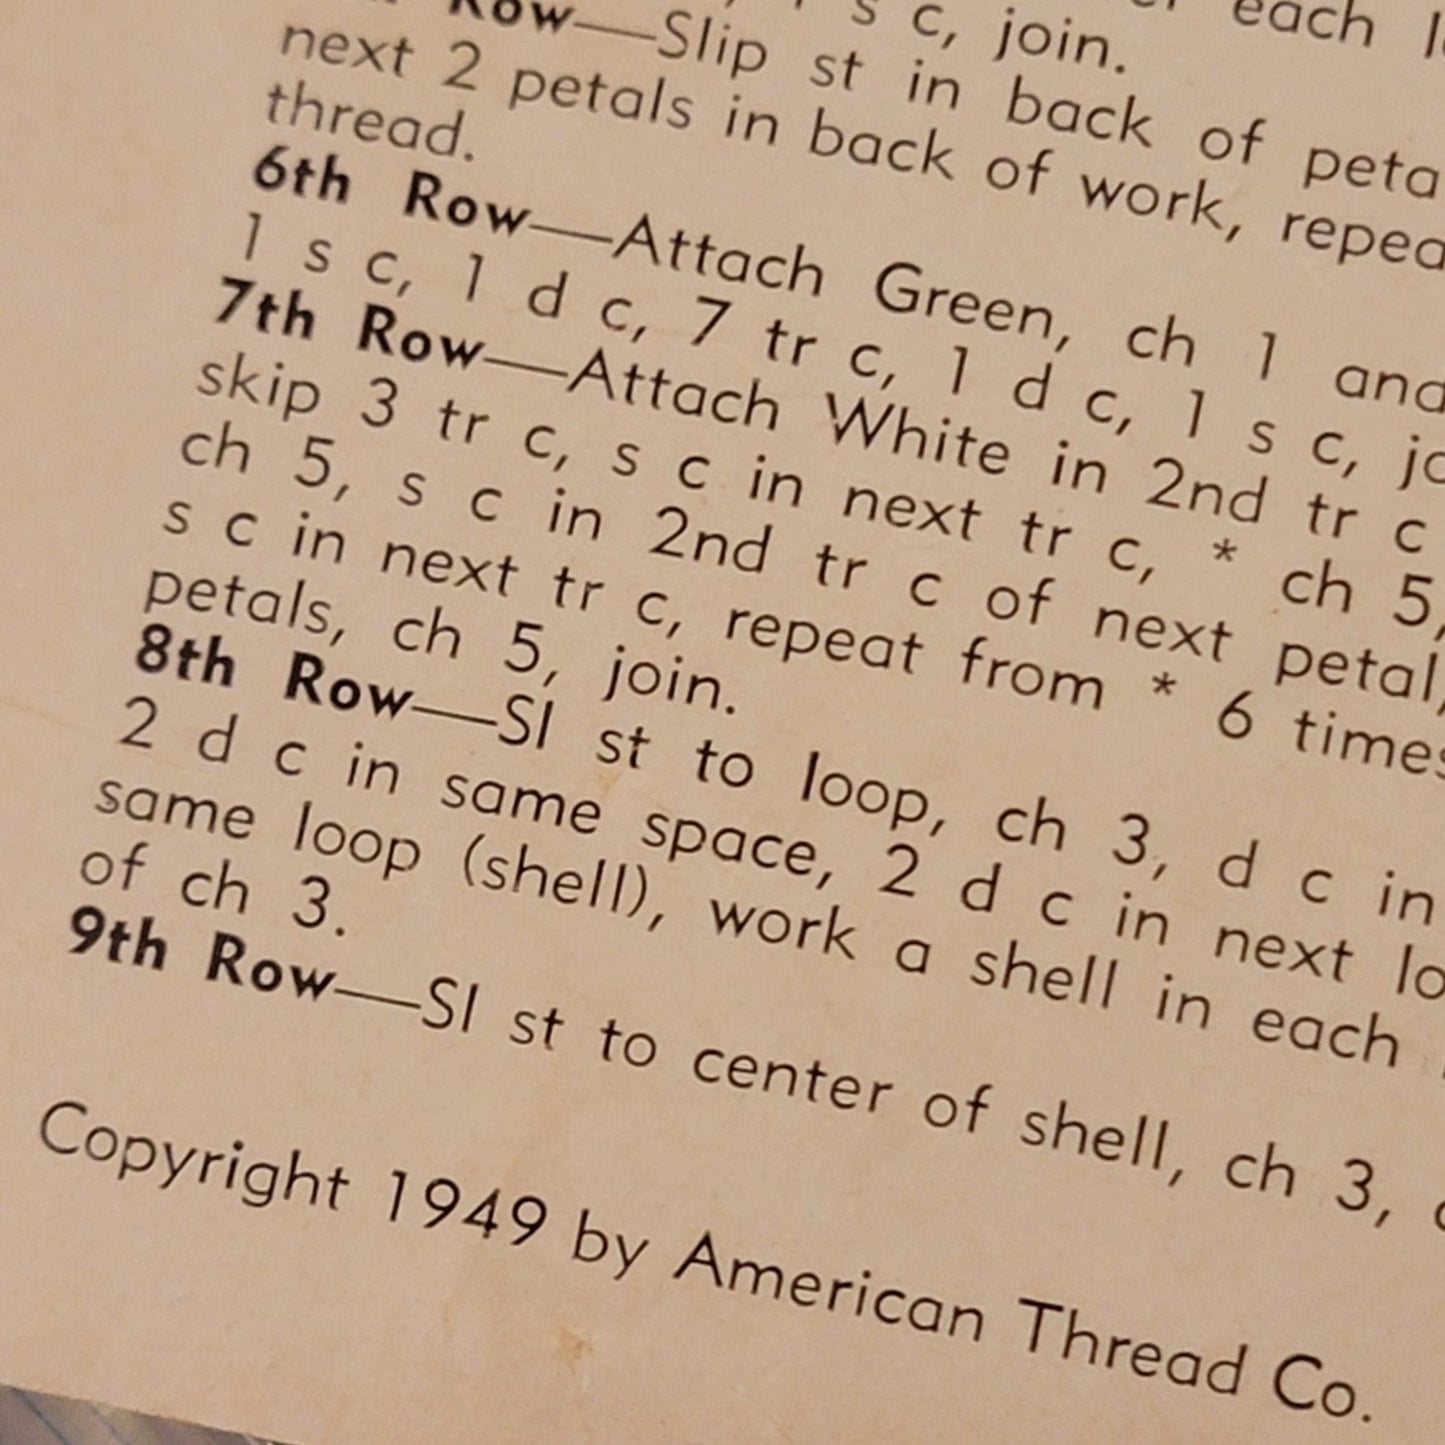 each
s c, join.
Row—Slip st in back of peta
next 2 petals in back of work, repea
thread.
6th Row—Attach Green, ch 1 and
1 s c, 1 d c, 7 tr c, 1 d c, 1 s c, jo
7th Row—Attach White in 2nd tr c
skip 3 tr c, s c in next tr c, * ch 5,
ch 5, s c in 2nd tr c of next petal,
s c in next tr c, repeat from * 6 times
petals, ch 5, join.
8th Row—Sl st to loop, ch 3, d c in
2 d c in same space, 2 d c in next lo
same loop (shell), work a shell in each
of ch 3.
9th Row—Sl st to center of shell, ch 3,
Copyright 1949 by American Thread Co.